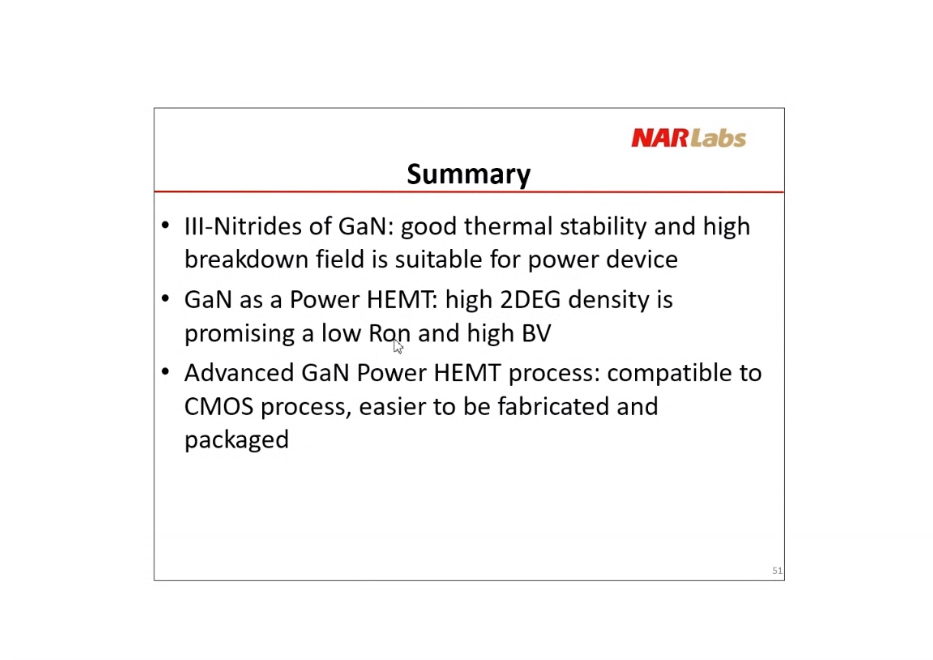 NARLabs
Summary
• III-Nitrides of GaN: good thermal stability and high
breakdown field is suitable for power device
• GaN as a Power HEMT: high 2DEG density is
promising a low Ron and high BV
• Advanced GaN Power HEMT process: compatible to
CMOS process, easier to be fabricated and
packaged
51